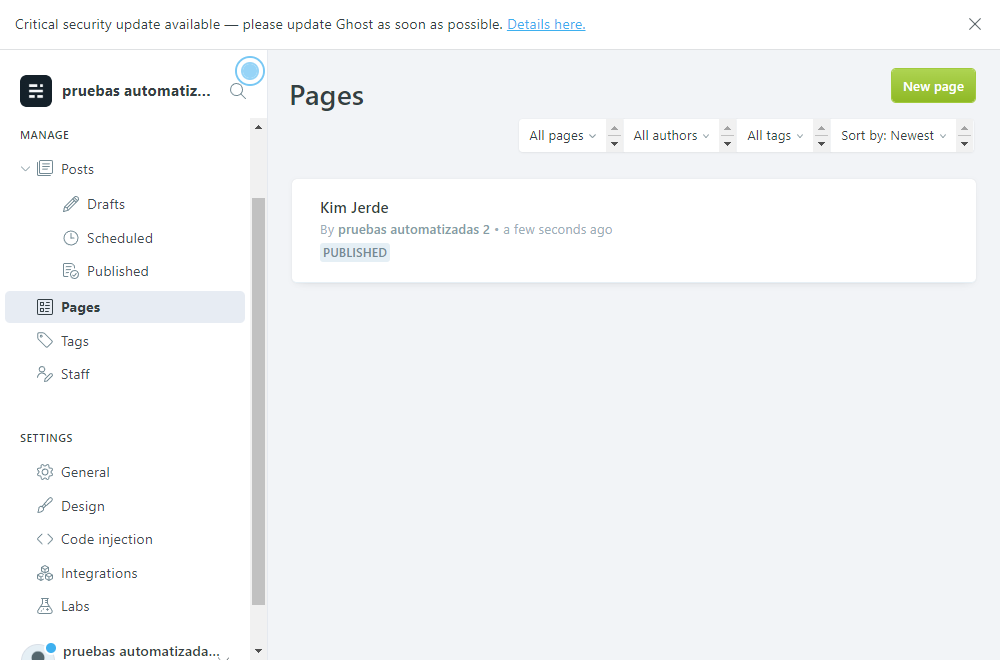 Critical security update available — please update Ghost as soon as possible. Details here.
pruebas automatiz...
MANAGE
Posts
Drafts
Scheduled
Published
Pages
Tags
Staff
SETTINGS
General
Design
Code injection
Integrations
Labs
pruebas automatizada...
Pages
New page
All pages
All authors
All tags
Sort by: Newest
Kim Jerde
By pruebas automatizadas 2 • a few seconds ago
PUBLISHED